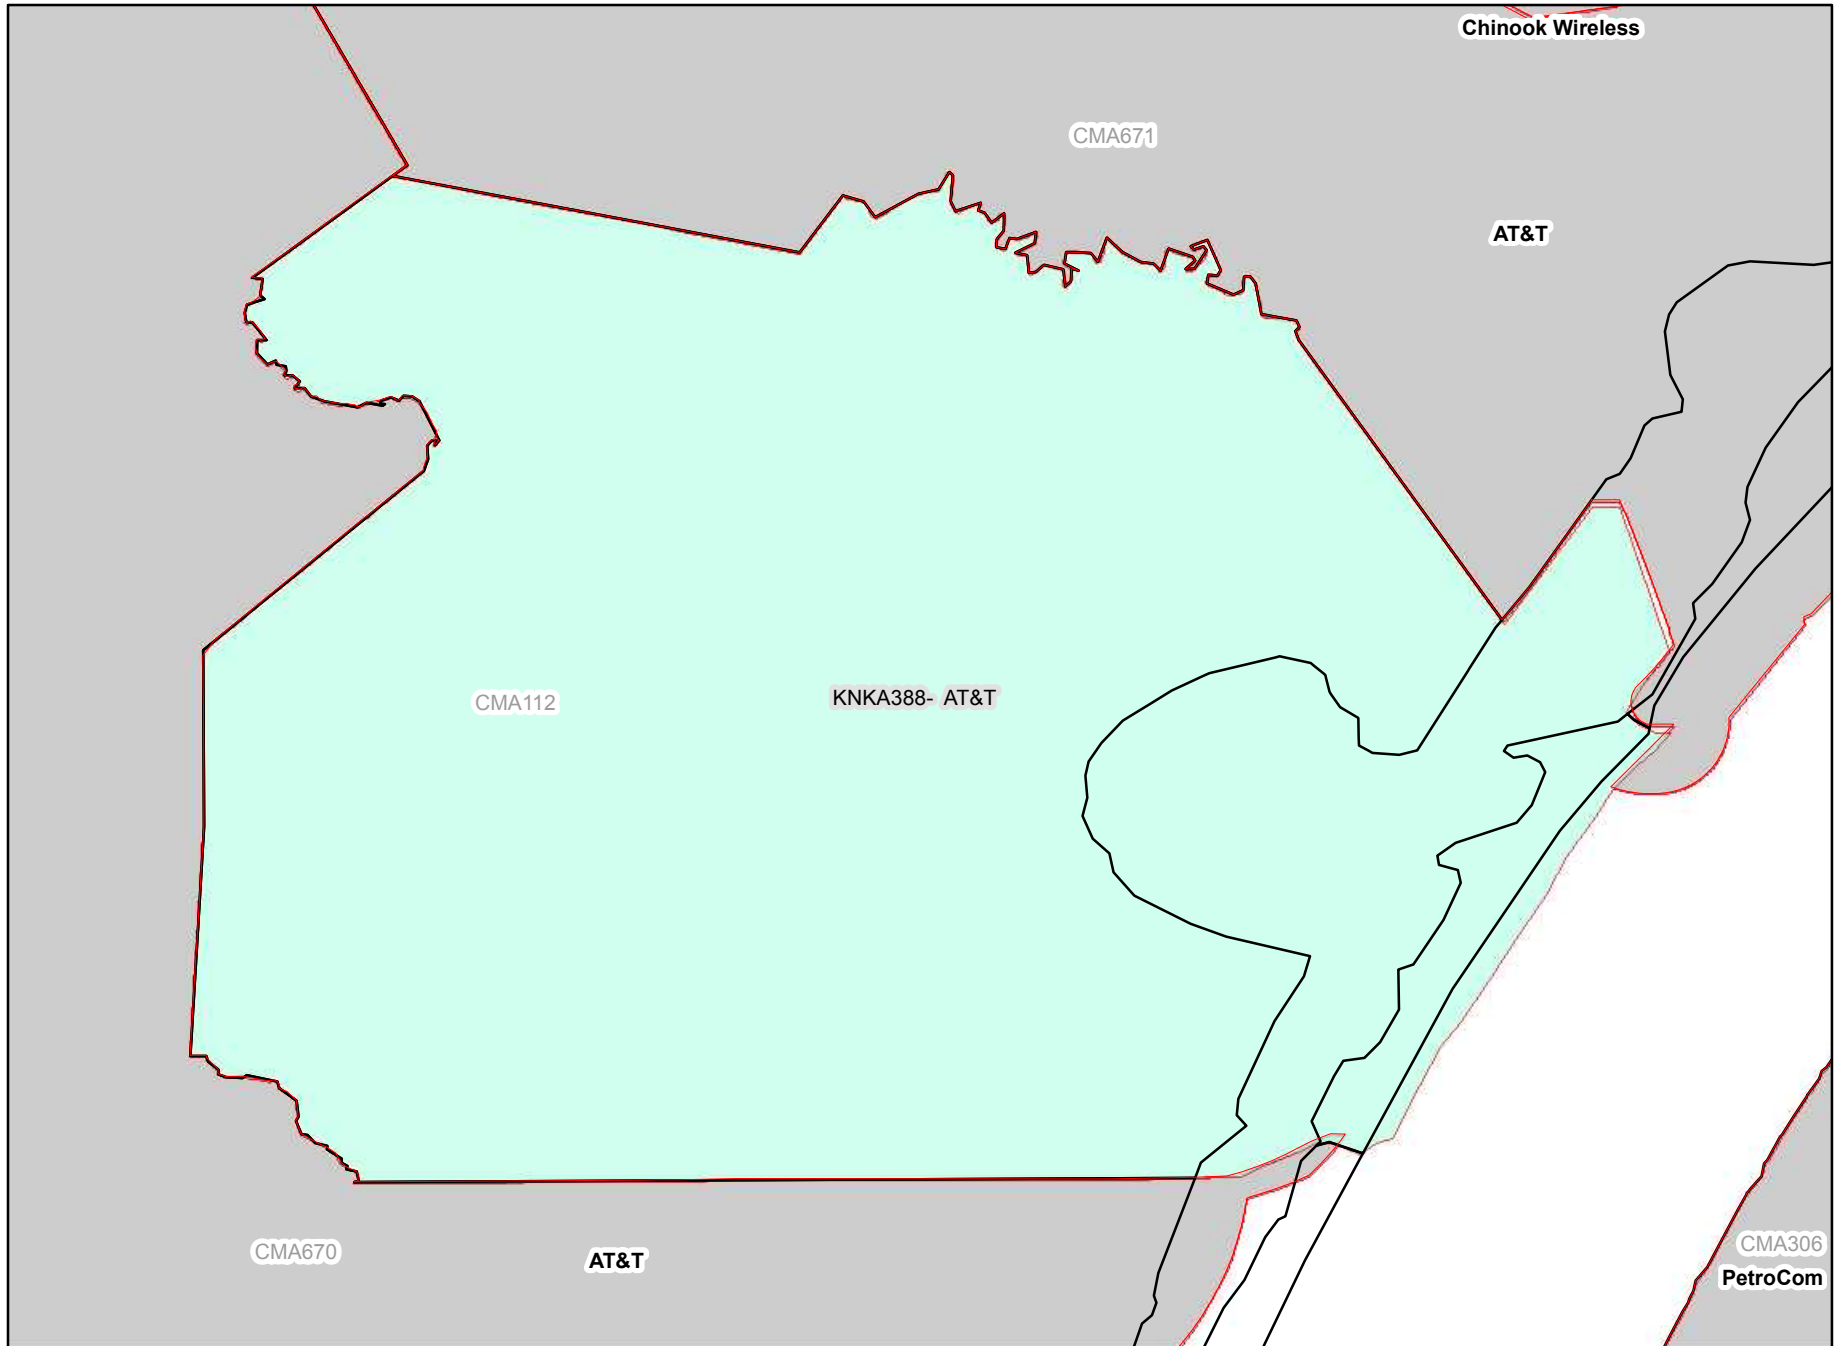 Chinook Wireless
CMA671
AT&T
CMA112
KNKA388- AT&T
CMA670
AT&T
CMA306
PetroCom